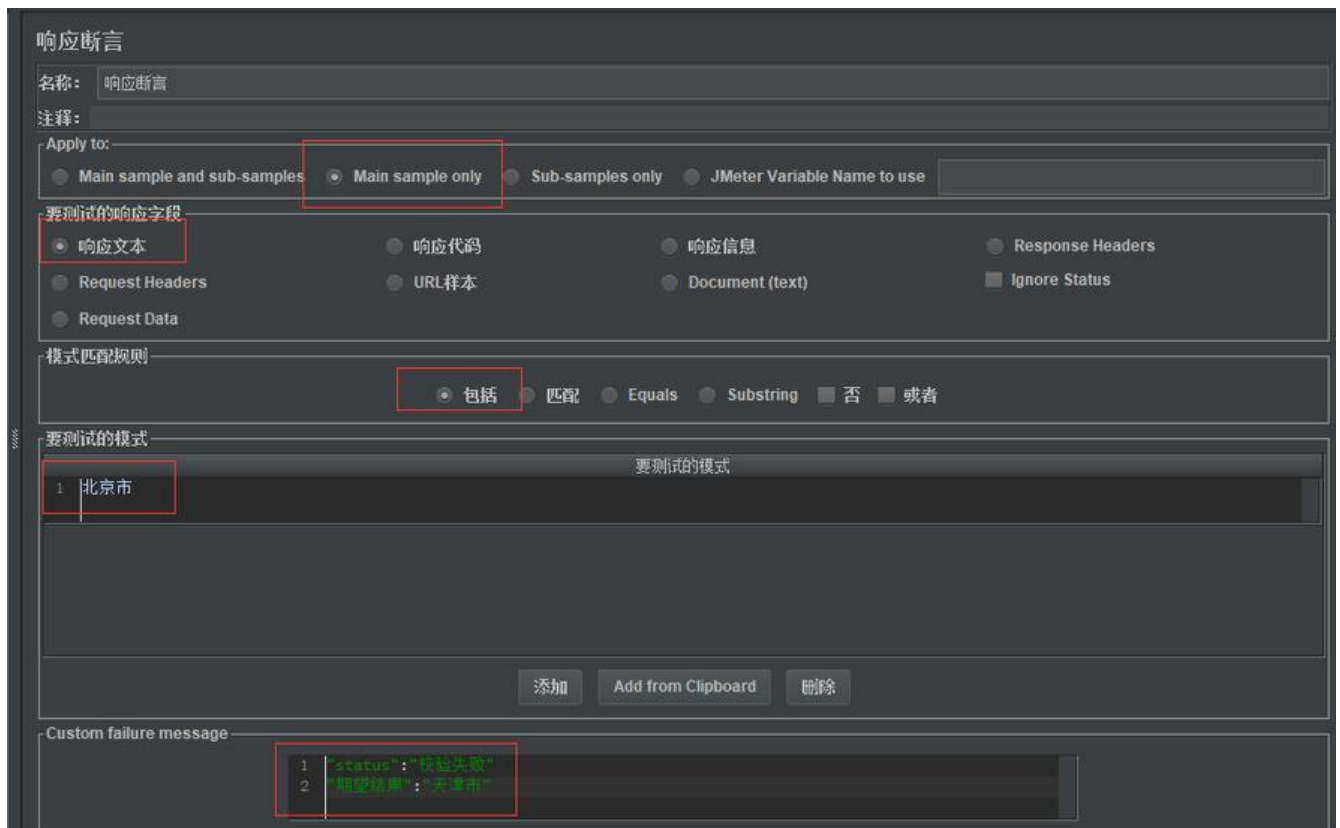 响应断言
名称： 响应断言
注释：
Apply to:
Main sample and sub-samples Main sample only Sub-samples only JMeter Variable Name to use
要测试的响应字段
响应文本 响应代码 响应信息 Response Headers
Request Headers URL样本 Document (text) Ignore Status
Request Data
模式匹配规则
包括 匹配 Equals Substring 否 或者
要测试的模式
要测试的模式
1 北京市
添加 Add from Clipboard 删除
Custom failure message
1 "status":"校验失败"
2 "期望结果":"天津市"